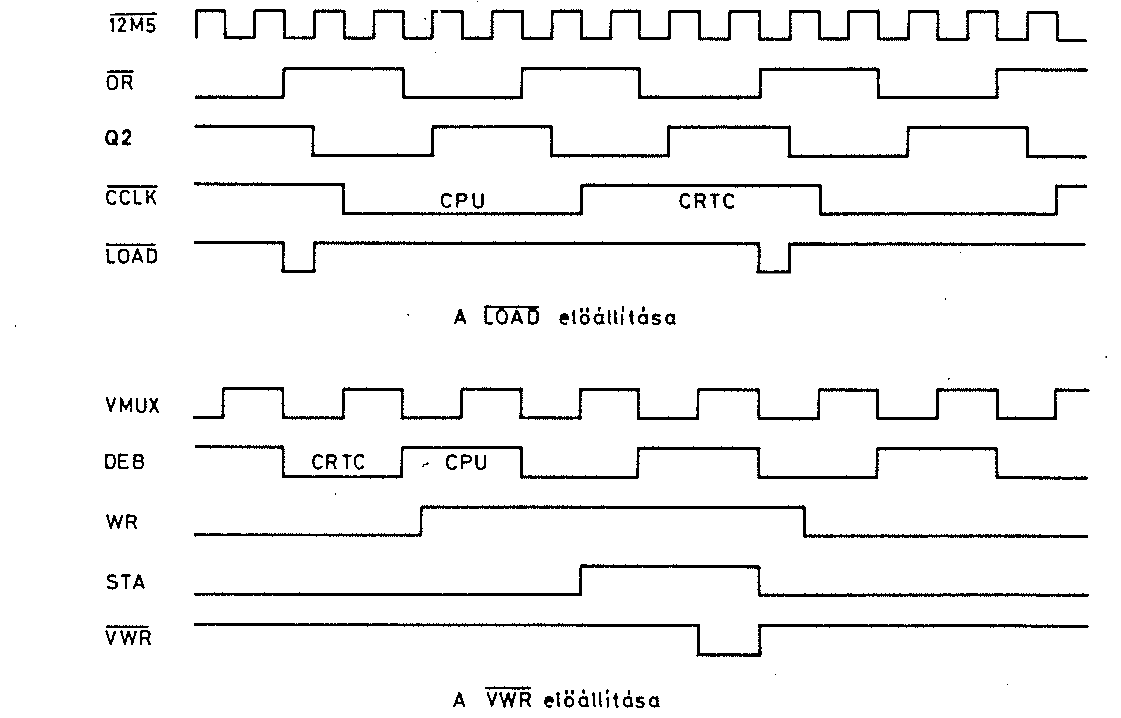 12M5
OR
Q2
CCLK CPU CRTC
LOAD
A LOAD előállítása
VMUX
DEB CRTC CPU
WR
STA
VWR
A VWR előállítása